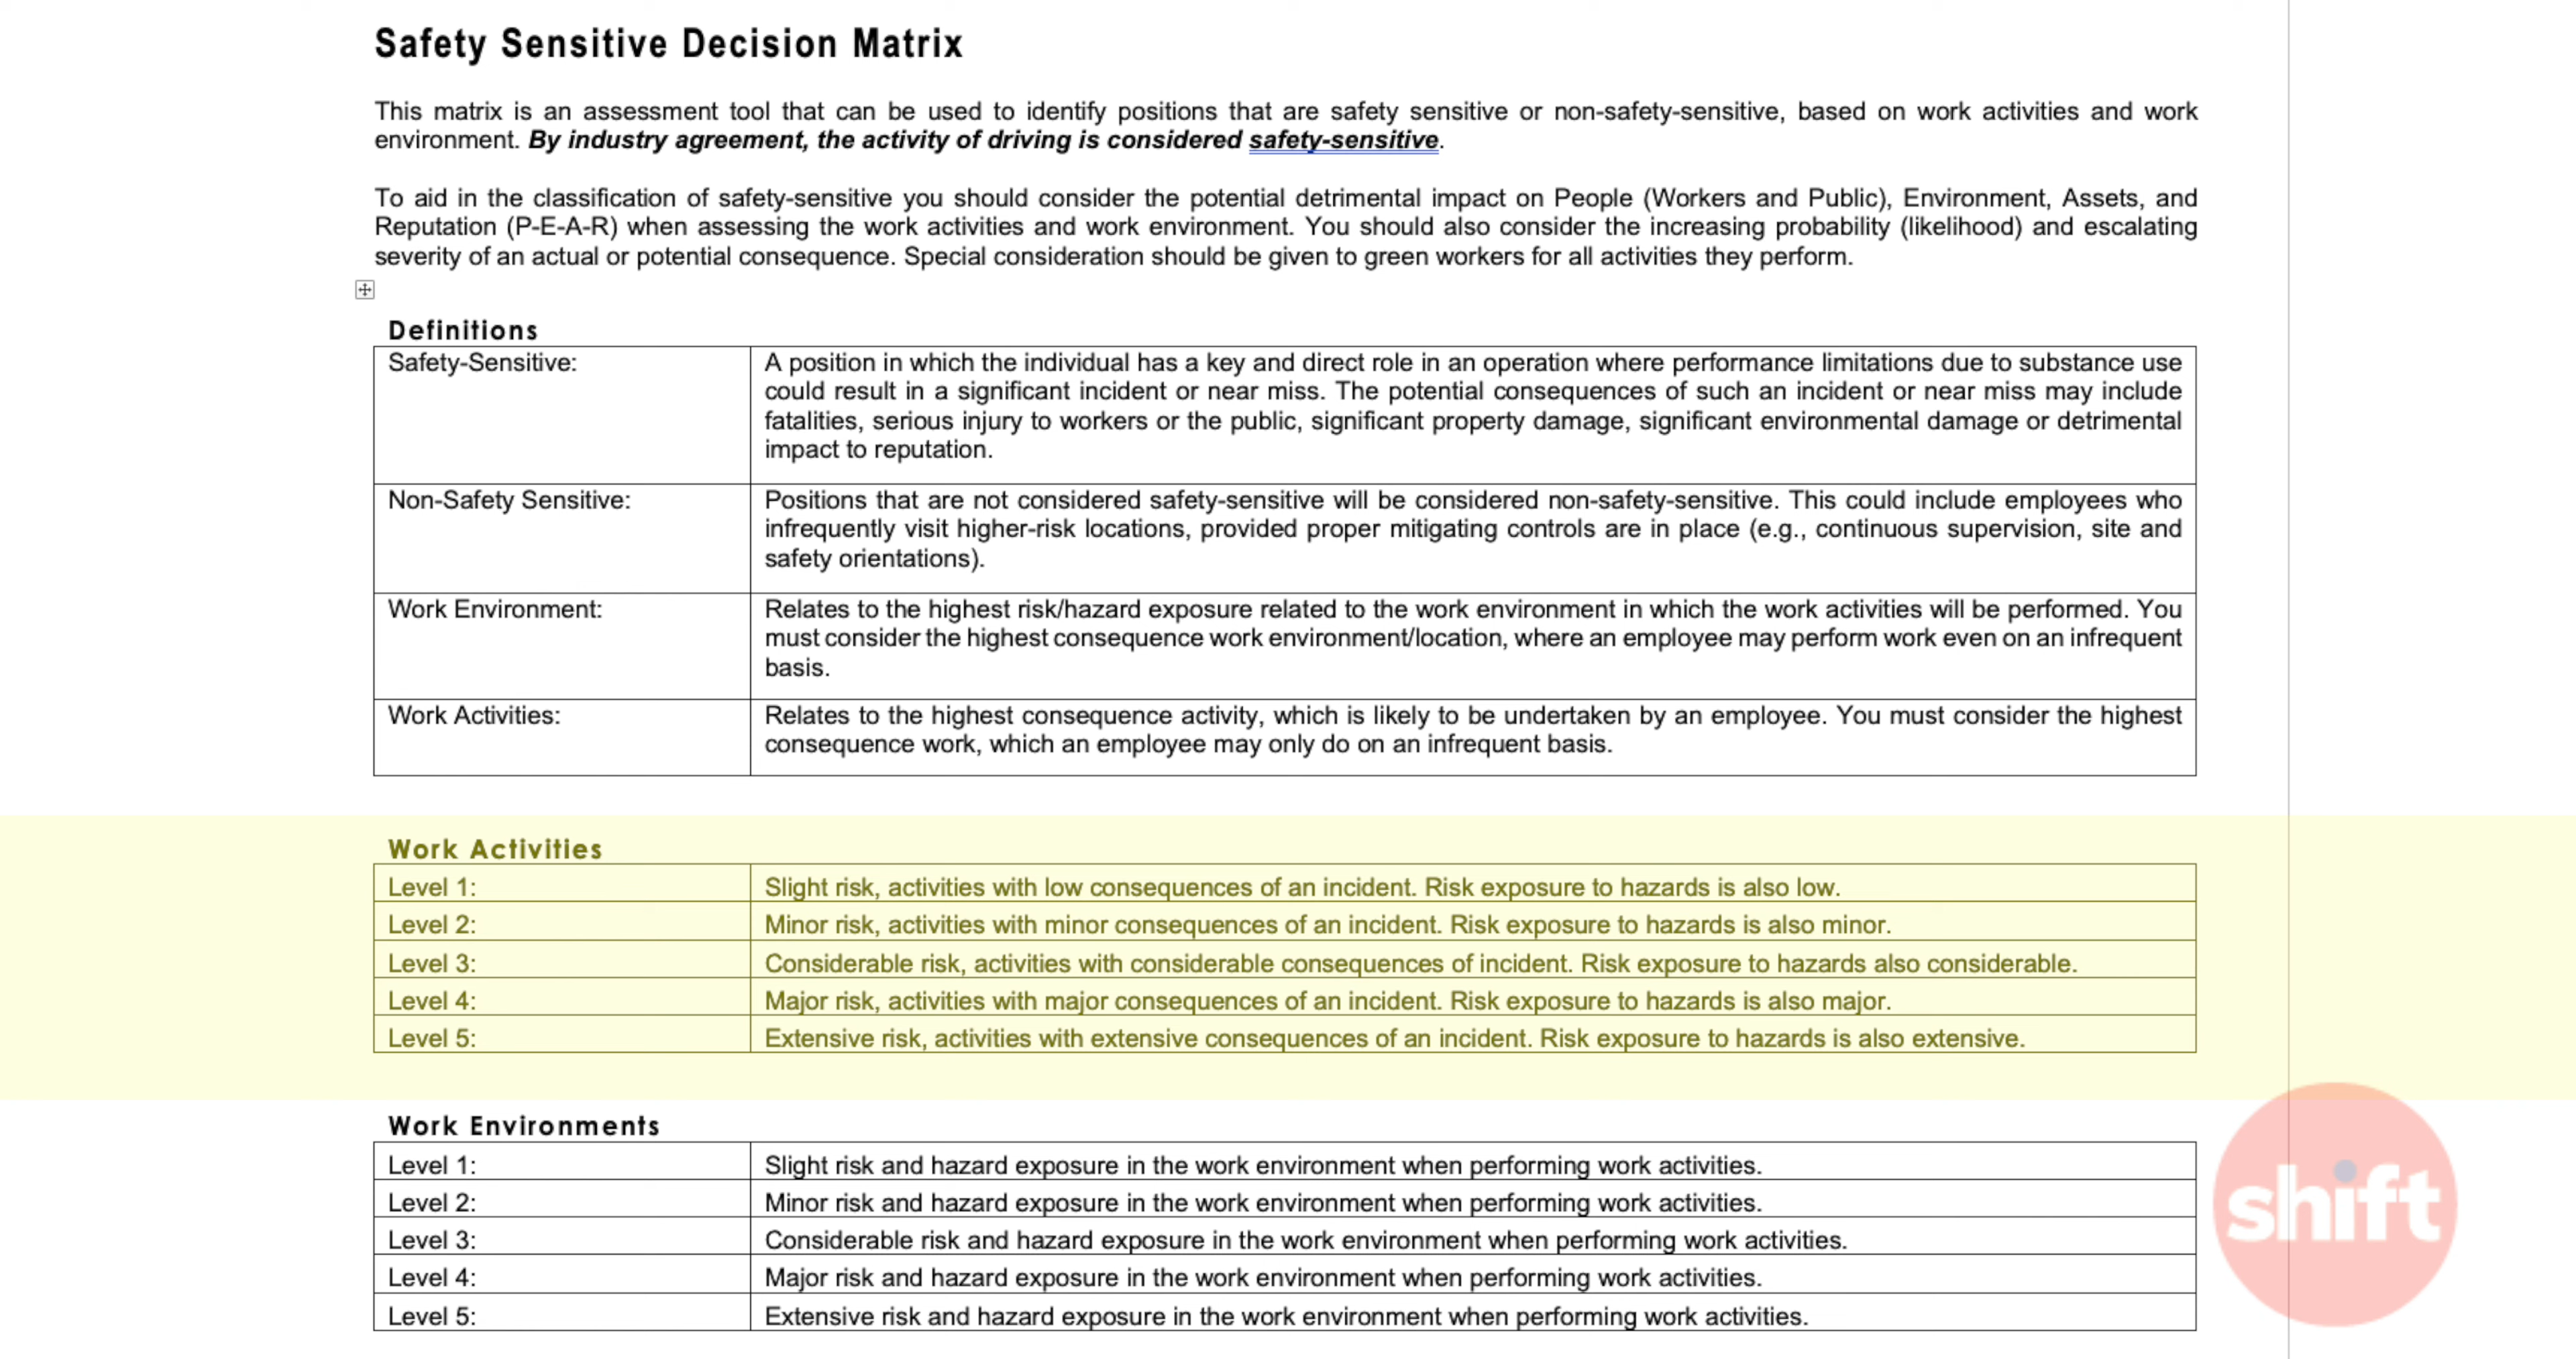 Safety Sensitive Decision Matrix
This matrix is an assessment tool that can be used to identify positions that are safety sensitive or non-safety-sensitive, based on work activities and work
environment. By industry agreement, the activity of driving is considered safety-sensitive.
To aid in the classification of safety-sensitive you should consider the potential detrimental impact on People (Workers and Public), Environment, Assets, and
Reputation (P-E-A-R) when assessing the work activities and work environment. You should also consider the increasing probability (likelihood) and escalating
severity of an actual or potential consequence. Special consideration should be given to green workers for all activities they perform.
Definitions
Safety-Sensitive: A position in which the individual has a key and direct role in an operation where performance limitations due to substance use
could result in a significant incident or near miss. The potential consequences of such an incident or near miss may include
fatalities, serious injury to workers or the public, significant property damage, significant environmental damage or detrimental
impact to reputation.
Non-Safety Sensitive: Positions that are not considered safety-sensitive will be considered non-safety-sensitive. This could include employees who
infrequently visit higher-risk locations, provided proper mitigating controls are in place (e.g., continuous supervision, site and
safety orientations).
Work Environment: Relates to the highest risk/hazard exposure related to the work environment in which the work activities will be performed. You
must consider the highest consequence work environment/location, where an employee may perform work even on an infrequent
basis.
Work Activities: Relates to the highest consequence activity, which is likely to be undertaken by an employee. You must consider the highest
consequence work, which an employee may only do on an infrequent basis.
Work Activities
Level 1: Slight risk, activities with low consequences of an incident. Risk exposure to hazards is also low.
Level 2: Minor risk, activities with minor consequences of an incident. Risk exposure to hazards is also minor.
Level 3: Considerable risk, activities with considerable consequences of incident. Risk exposure to hazards also considerable.
Level 4: Major risk, activities with major consequences of an incident. Risk exposure to hazards is also major.
Level 5: Extensive risk, activities with extensive consequences of an incident. Risk exposure to hazards is also extensive.
Work Environments
Level 1: Slight risk and hazard exposure in the work environment when performing work activities.
Level 2: Minor risk and hazard exposure in the work environment when performing work activities.
Level 3: Considerable risk and hazard exposure in the work environment when performing work activities.
Level 4: Major risk and hazard exposure in the work environment when performing work activities.
Level 5: Extensive risk and hazard exposure in the work environment when performing work activities.
shift